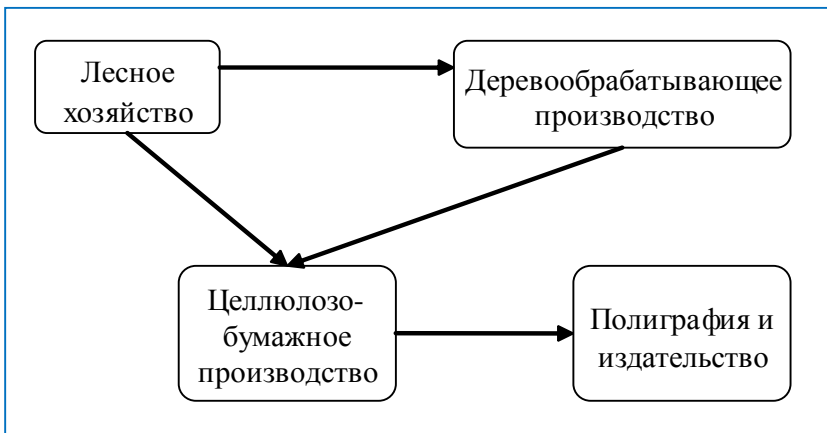 Лесное
хозяйство
Деревообрабатывающее
производство
Целлюлозо-
бумажное
производство
Полиграфия и
издательство